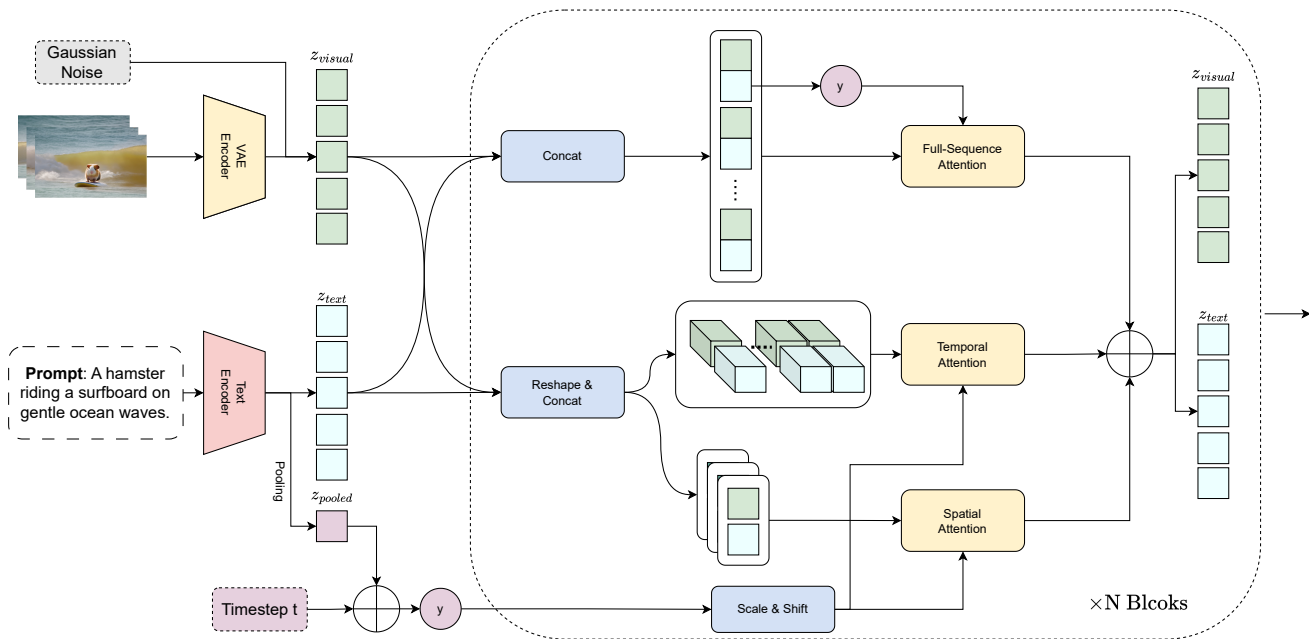 Gaussian
Noise
z_visual
VAE
Encoder
Concat
y
Full-Sequence
Attention
z_visual
Prompt: A hamster
riding a surfboard on
gentle ocean waves.
Text
Encoder
z_text
Reshape &
Concat
Temporal
Attention
z_text
Pooling
z_pooled
Spatial
Attention
Timestep t
y
Scale & Shift
×N Blcoks